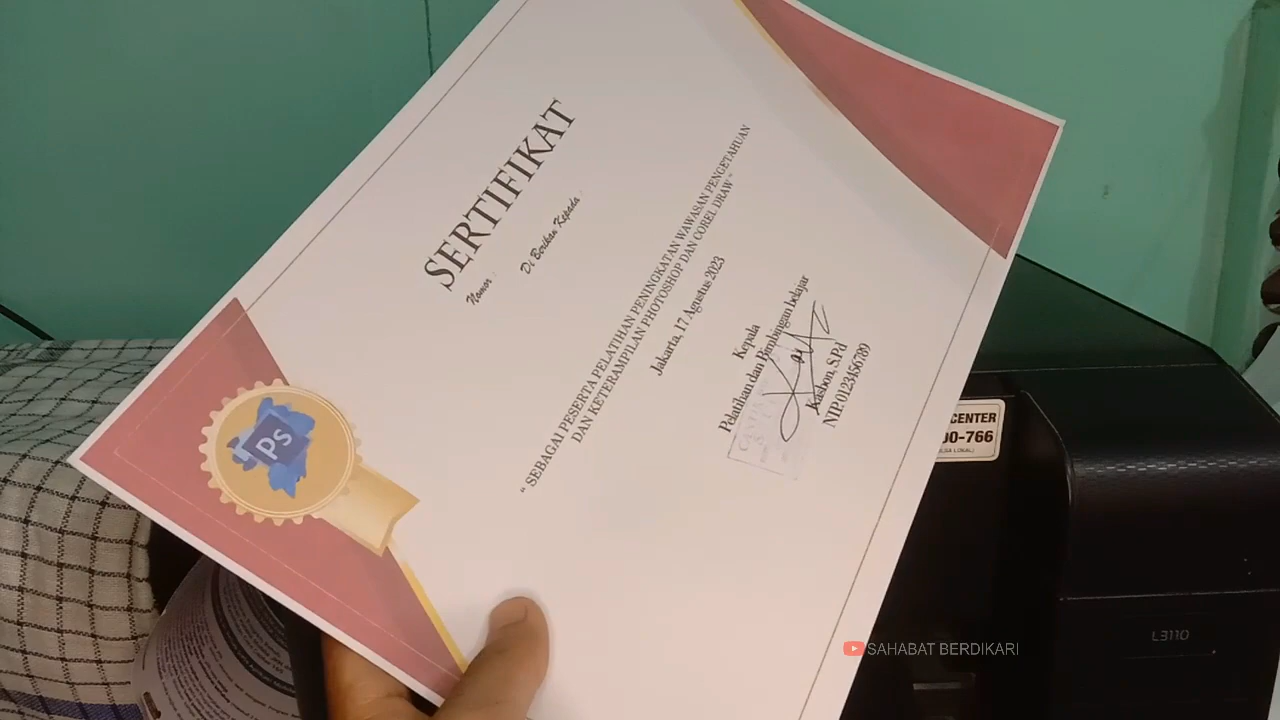 SERTIFIKAT
Nomor :
Di Berikan Kepada :
“ SEBAGAI PESERTA PELATIHAN PENINGKATAN WAWASAN PENGETAHUAN
DAN KETERAMPILAN PHOTOSHOP DAN COREL DRAW “
Jakarta, 17 Agustus 2023
Kepala
Pelatihan dan Bimbingan belajar
Kasbon, S.Pd
NIP. 0123456789
Ps
CENTER
00-766
L3110
SAHABAT BERDIKARI